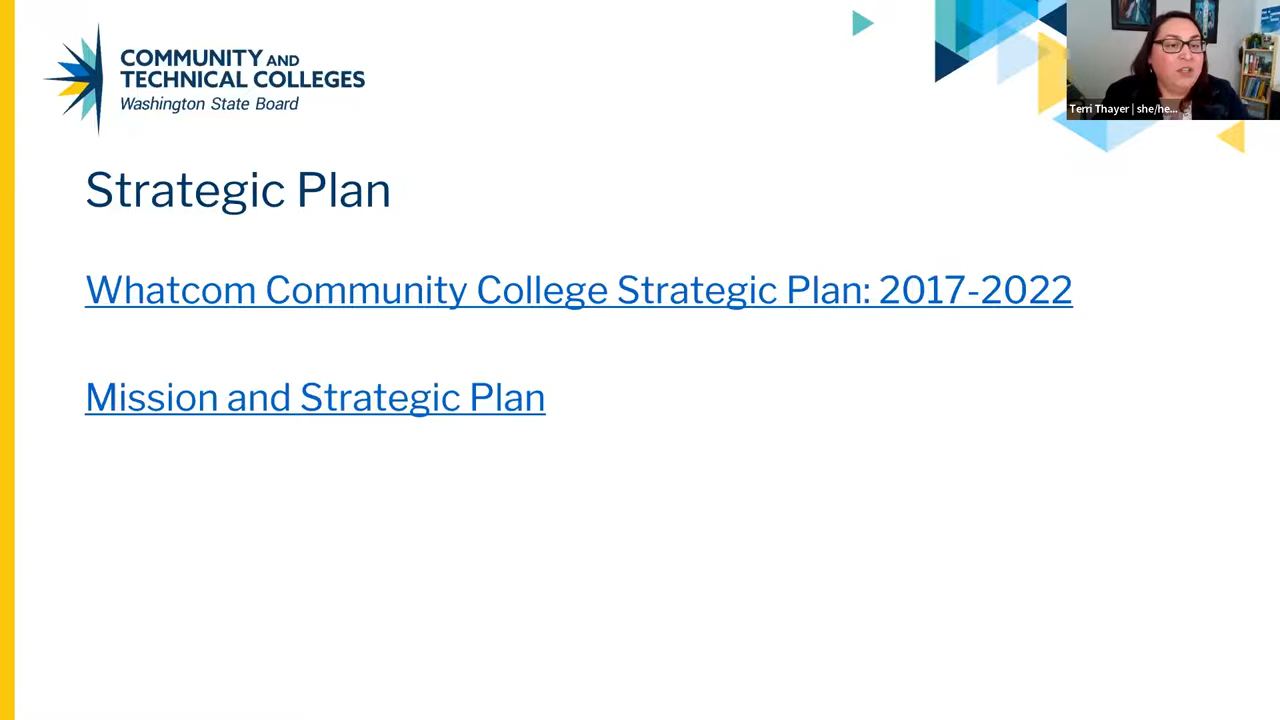 COMMUNITY AND
TECHNICAL COLLEGES
Washington State Board
Terri Thayer | she/he...
Strategic Plan
Whatcom Community College Strategic Plan: 2017-2022
Mission and Strategic Plan